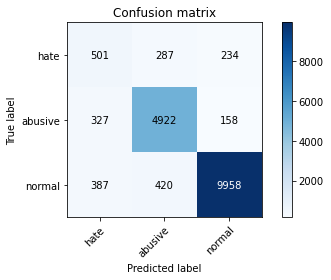 Confusion matrix
hate 501 287 234
abusive 327 4922 158
normal 387 420 9958
hate abusive normal
Predicted label
True label
8000
6000
4000
2000